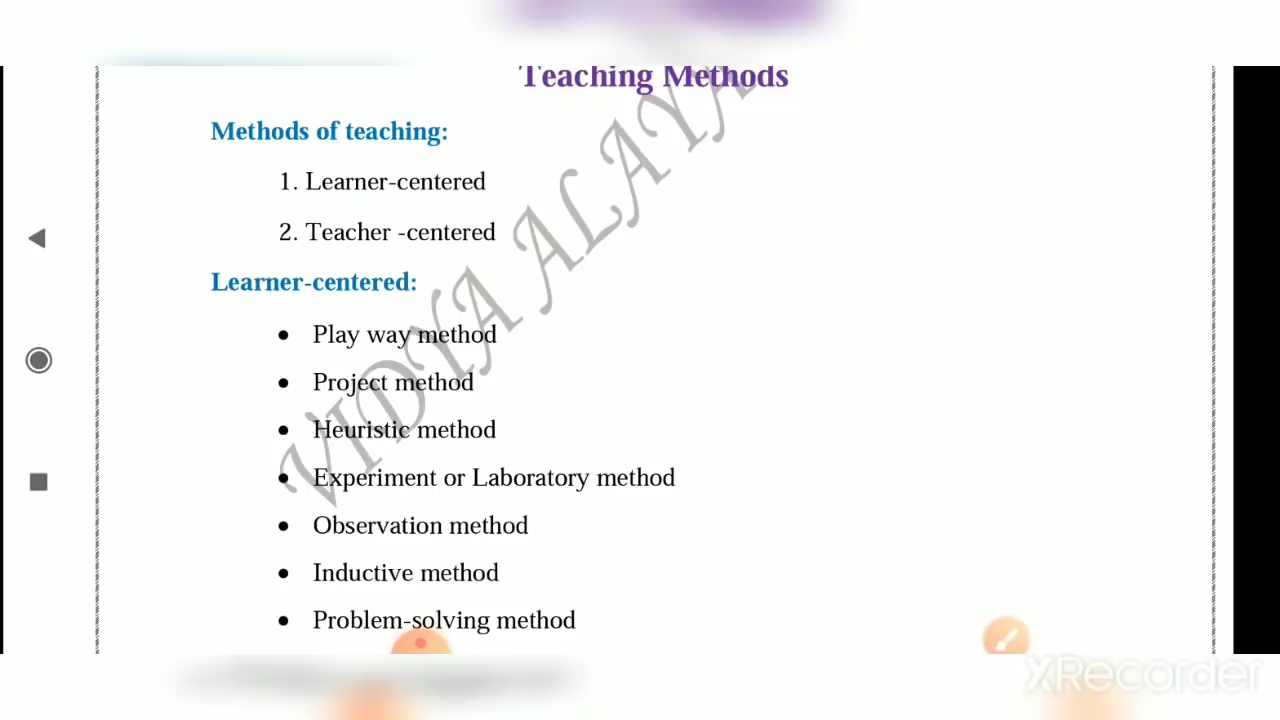 Teaching Methods
Methods of teaching:
1. Learner-centered
2. Teacher -centered
Learner-centered:
• Play way method
• Project method
• Heuristic method
• Experiment or Laboratory method
• Observation method
• Inductive method
• Problem-solving method
VIDYA ALAYA
XRecorder